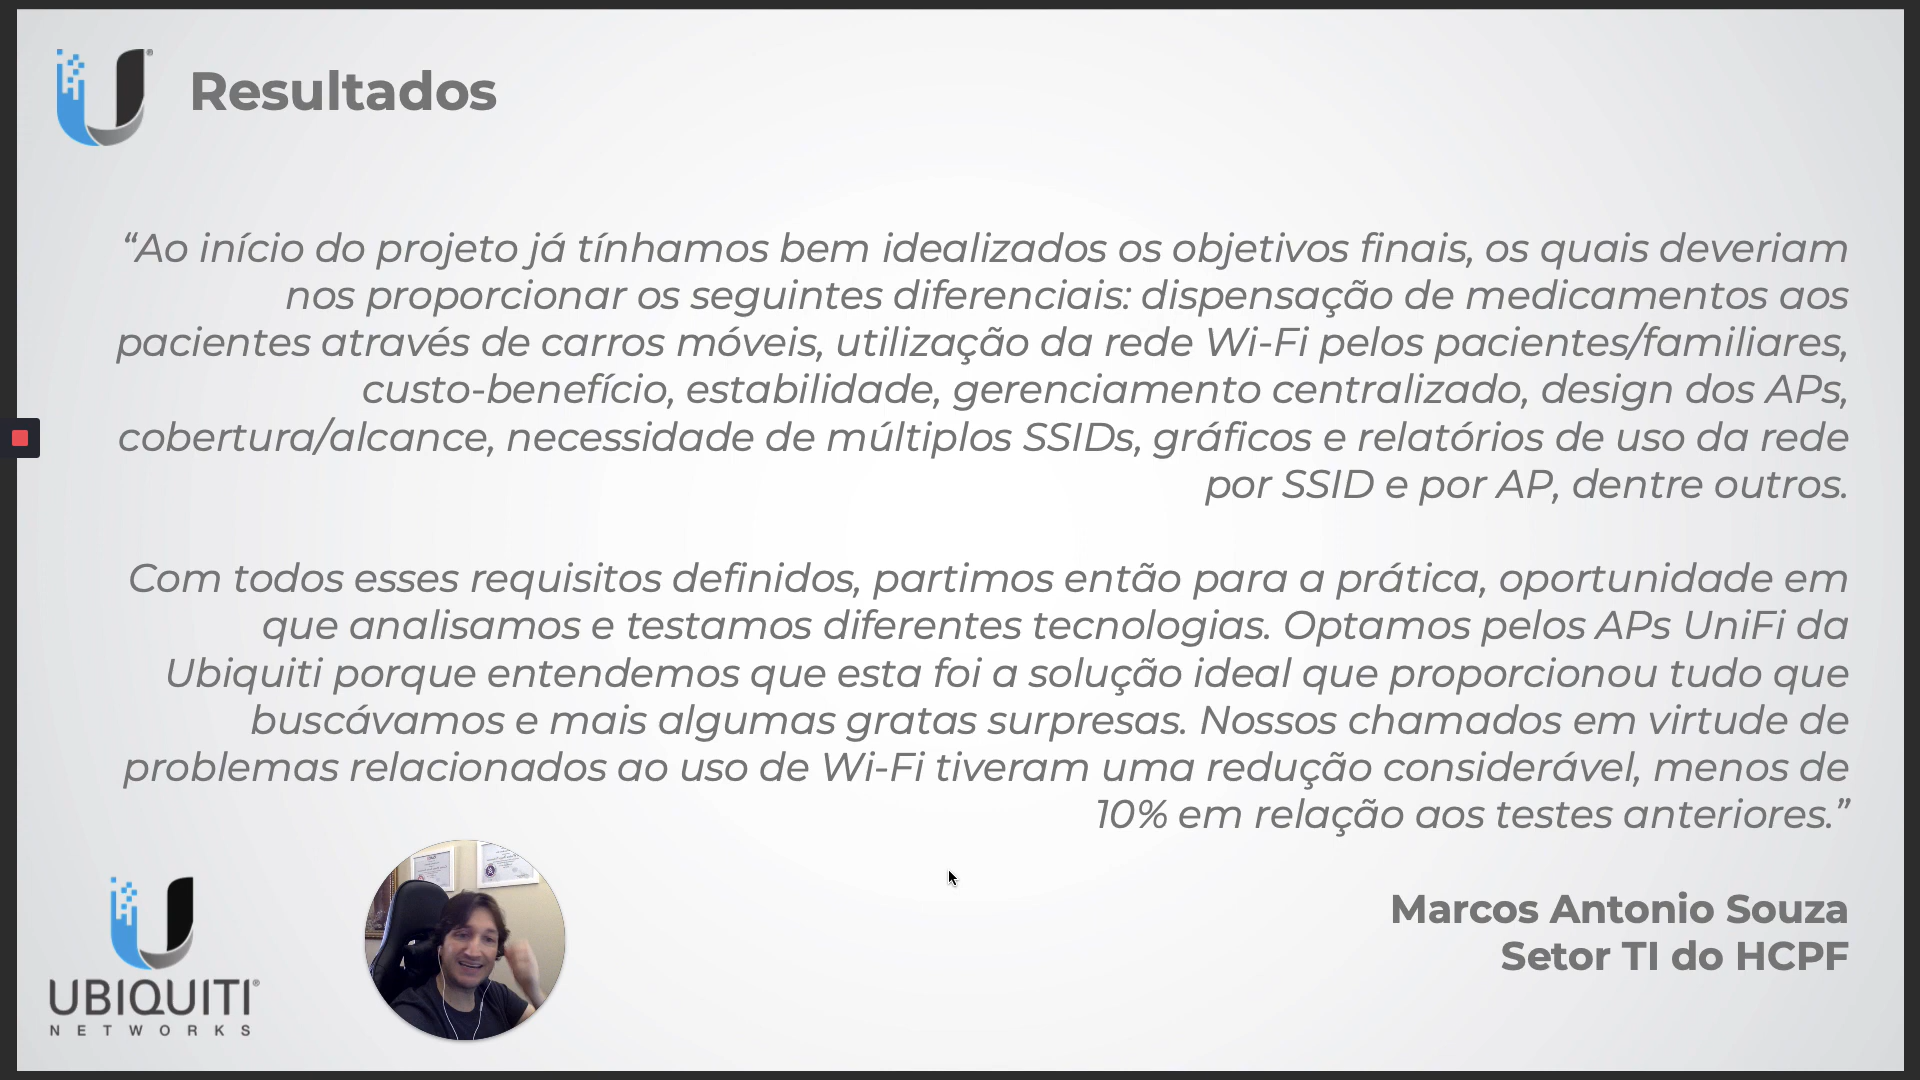 Resultados
“Ao início do projeto já tínhamos bem idealizados os objetivos finais, os quais deveriam
nos proporcionar os seguintes diferenciais: dispensação de medicamentos aos
pacientes através de carros móveis, utilização da rede Wi-Fi pelos pacientes/familiares,
custo-benefício, estabilidade, gerenciamento centralizado, design dos APs,
cobertura/alcance, necessidade de múltiplos SSIDs, gráficos e relatórios de uso da rede
por SSID e por AP, dentre outros.
Com todos esses requisitos definidos, partimos então para a prática, oportunidade em
que analisamos e testamos diferentes tecnologias. Optamos pelos APs UniFi da
Ubiquiti porque entendemos que esta foi a solução ideal que proporcionou tudo que
buscávamos e mais algumas gratas surpresas. Nossos chamados em virtude de
problemas relacionados ao uso de Wi-Fi tiveram uma redução considerável, menos de
10% em relação aos testes anteriores.”
Marcos Antonio Souza
Setor TI do HCPF
UBIQUITI®
NETWORKS